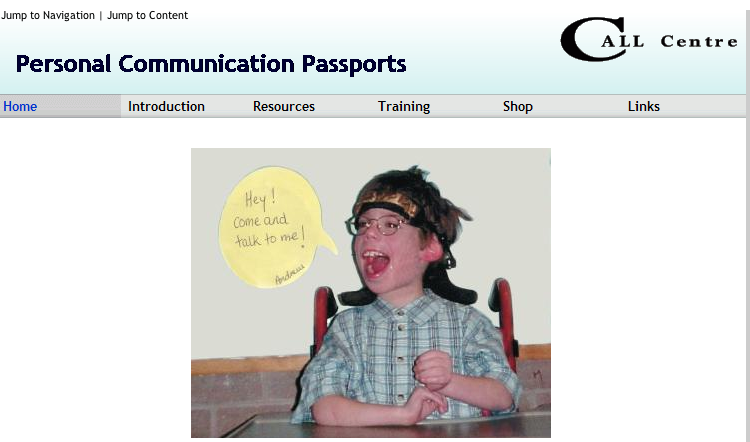 Jump to Navigation | Jump to Content
CALL Centre
Personal Communication Passports
Home Introduction Resources Training Shop Links
Hey!
Come and
talk to me!
Andrew